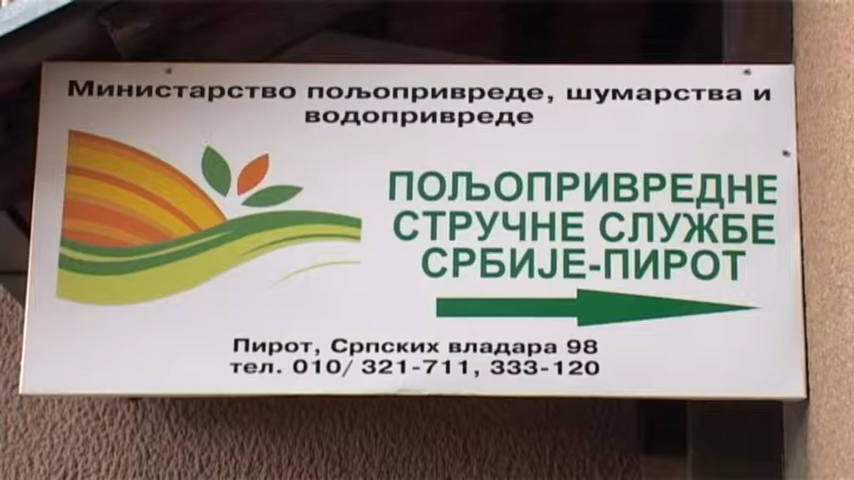 Министарство пољопривреде, шумарства и
водопривреде
ПОЉОПРИВРЕДНЕ
СТРУЧНЕ СЛУЖБЕ
СРБИЈЕ-ПИРОТ
Пирот, Српских владара 98
тел. 010/ 321-711, 333-120